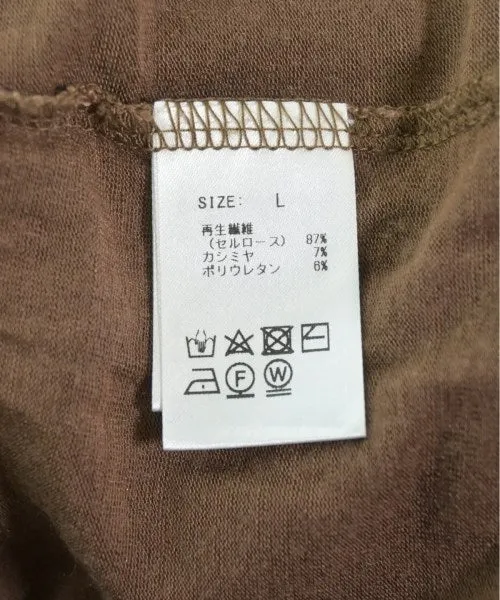 SIZE: L
再生繊維
(セルロース) 87%
カシミヤ 7%
ポリウレタン 6%
F W